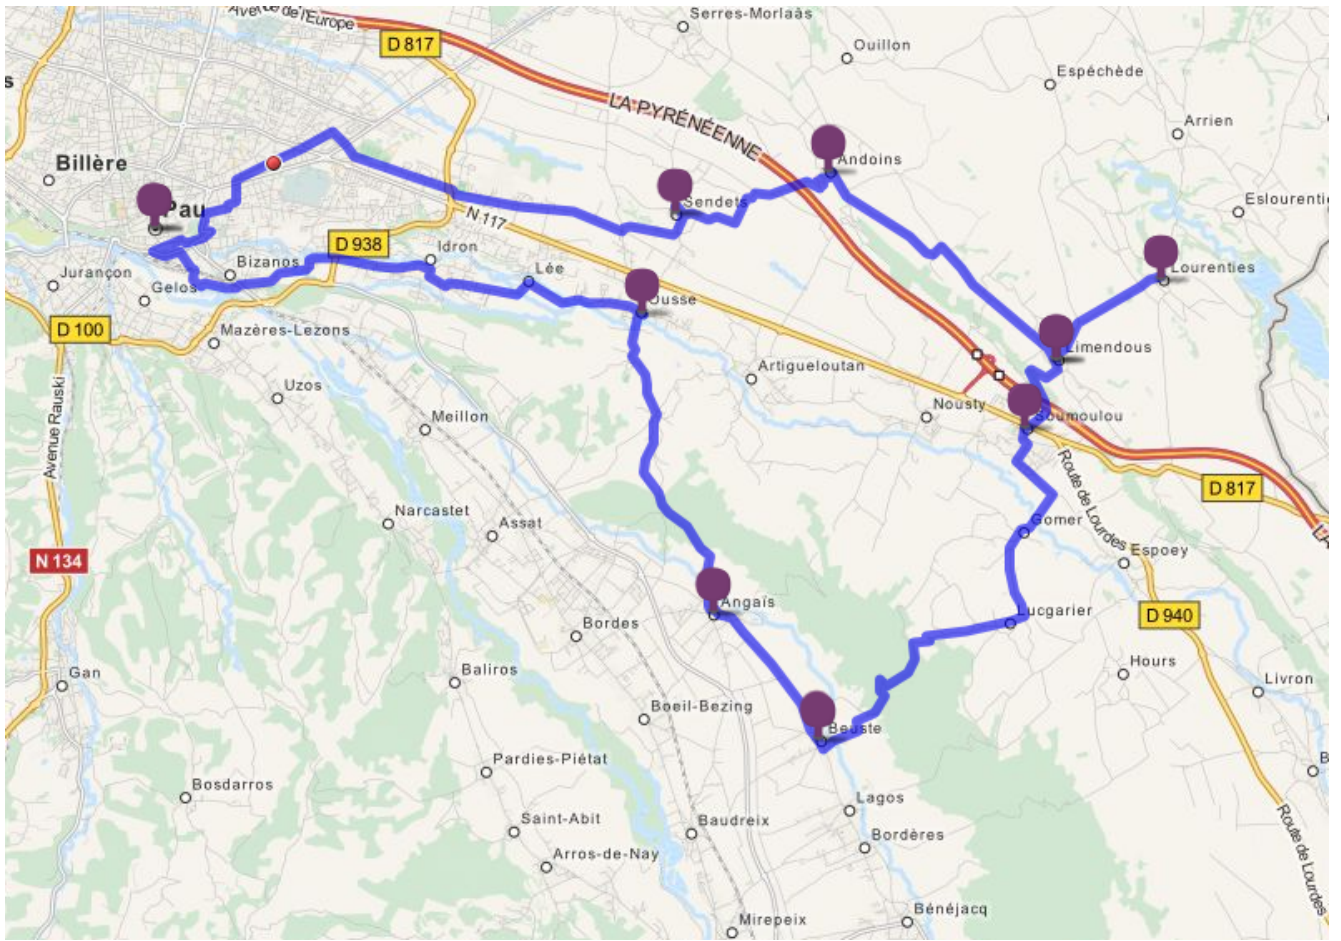 Avenue de l'Europe
Serres-Morlaàs
D 817
Ouillon
Espéchède
s
LA PYRÉNÉENNE
Arrien
Billère
Andoins
Pau
Sendets
Eslourenties
N 117
D 938
Idron
Bizanos
Lée
Lourenties
Jurançon
Gelos
Ousse
D 100
Mazères-Lezons
Limendous
Artigueloutan
Uzos
Nousty
Meillon
Soumoulou
Avenue Rauski
Route de Lourdes
D 817
Narcastet
Assat
Gomer
LA
Espoey
N 134
Angaïs
Lucgarier
D 940
Bordes
Gan
Baliros
Hours
Livron
Boeil-Bezing
Beuste
Pardies-Piétat
B
Bosdarros
Lagos
Saint-Abit
Baudreix
Bordères
Route de Lourdes
Arros-de-Nay
Bénéjacq
Mirepeix